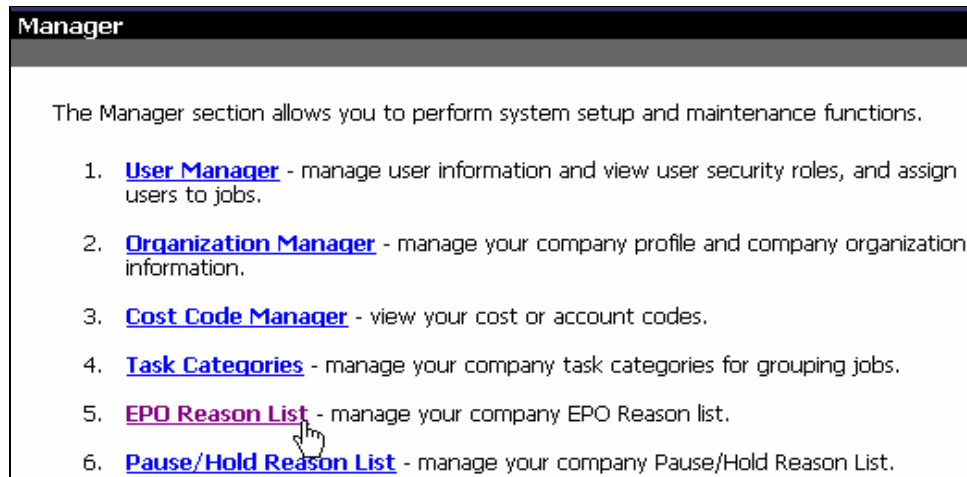 Manager
The Manager section allows you to perform system setup and maintenance functions.
1. User Manager - manage user information and view user security roles, and assign
users to jobs.
2. Organization Manager - manage your company profile and company organization
information.
3. Cost Code Manager - view your cost or account codes.
4. Task Categories - manage your company task categories for grouping jobs.
5. EPO Reason List - manage your company EPO Reason list.
6. Pause/Hold Reason List - manage your company Pause/Hold Reason List.